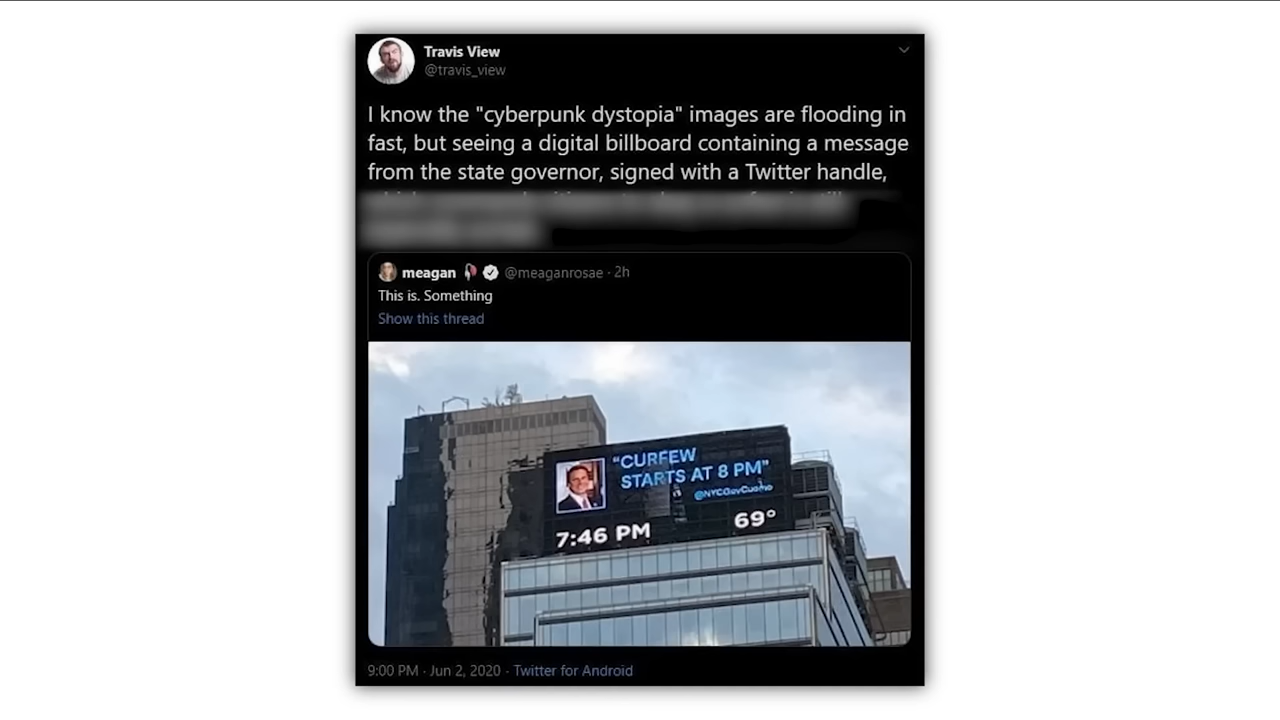 Travis View
@travis_view
I know the "cyberpunk dystopia" images are flooding in
fast, but seeing a digital billboard containing a message
from the state governor, signed with a Twitter handle,
meagan @meaganrosae · 2h
This is. Something
Show this thread
"CURFEW
STARTS AT 8 PM"
@NYCGovCuomo
7:46 PM 69°
9:00 PM · Jun 2, 2020 · Twitter for Android